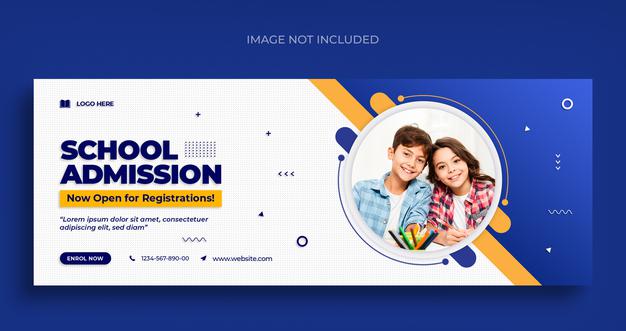 IMAGE NOT INCLUDED
LOGO HERE
SCHOOL
ADMISSION
Now Open for Registrations!
“Lorem ipsum dolor sit amet, consectetuer
adipiscing elit, sed diam”
ENROL NOW
1234-567-890-00
www.website.com